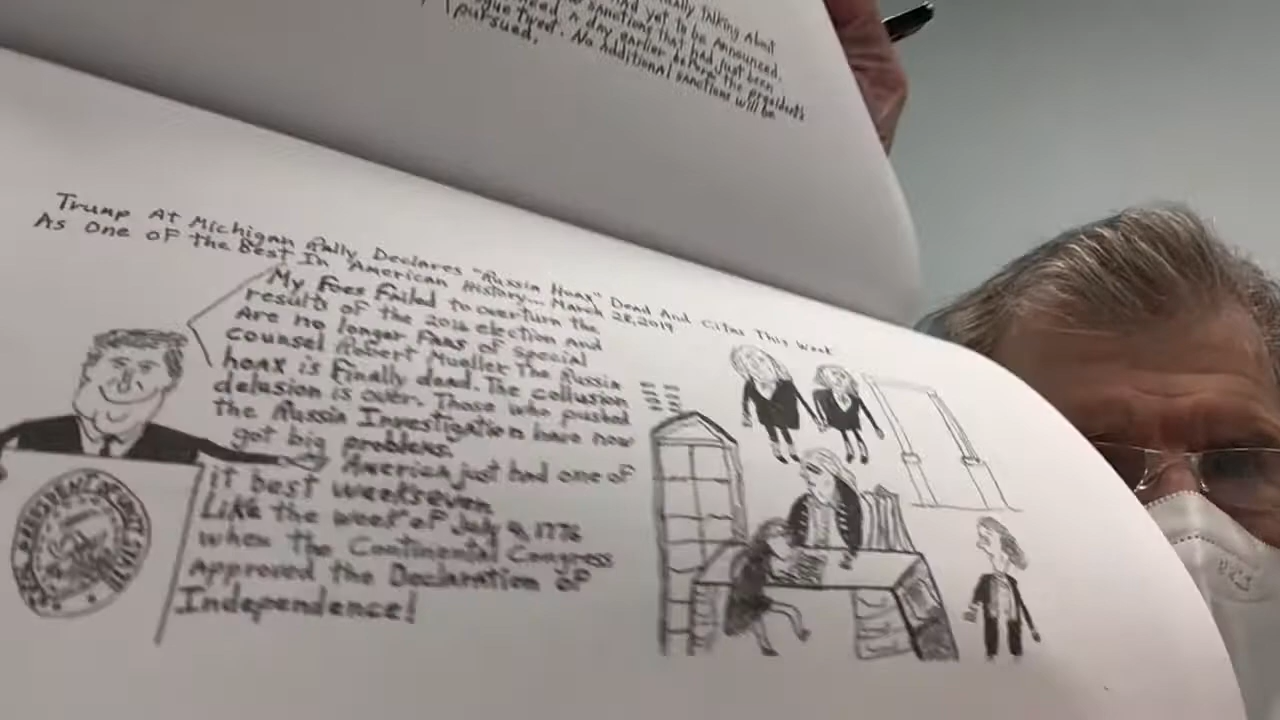 ally talking About
had yet to be Announced.
sanctions that had just been
a day earlier before the president's
tweet. No Additional sanctions will be
pursued.
Trump At Michigan Rally Declares "Russia Hoax" Dead And Cites This Week
As One OF the Best In American History... March 28, 2019
My Foes Failed to overturn the
results of the 2016 election and
Are no longer Fans of special
counsel Robert Mueller. The Russia
hoax is Finally dead. The collusion
delusion is over. Those who pushed
the Russia Investigation have now
got big problems.
America just had one of
it best weekseven
Like the week of July 4, 1776
when the Continental Congress
Approved the Declaration of
Independence!